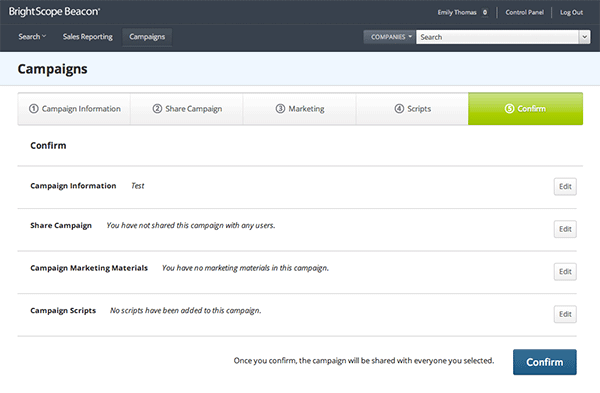 BrightScope Beacon®
Emily Thomas 0 Control Panel Log Out
Search Sales Reporting Campaigns COMPANIES Search
Campaigns
1 Campaign Information 2 Share Campaign 3 Marketing 4 Scripts 5 Confirm
Confirm
Campaign Information Test Edit
Share Campaign You have not shared this campaign with any users. Edit
Campaign Marketing Materials You have no marketing materials in this campaign. Edit
Campaign Scripts No scripts have been added to this campaign. Edit
Once you confirm, the campaign will be shared with everyone you selected. Confirm